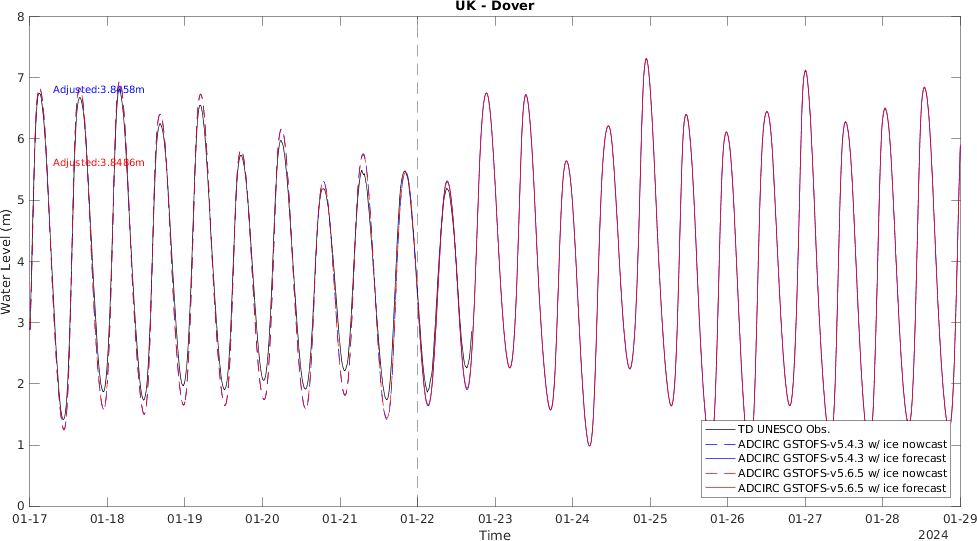 UK - Dover
8
7
6
5
4
3
2
1
0
Water Level (m)
Adjusted:3.8458m
Adjusted:3.8486m
TD UNESCO Obs.
ADCIRC GSTOFS-v5.4.3 w/ ice nowcast
ADCIRC GSTOFS-v5.4.3 w/ ice forecast
ADCIRC GSTOFS-v5.6.5 w/ ice nowcast
ADCIRC GSTOFS-v5.6.5 w/ ice forecast
01-17 01-18 01-19 01-20 01-21 01-22 01-23 01-24 01-25 01-26 01-27 01-28 01-29
Time
2024